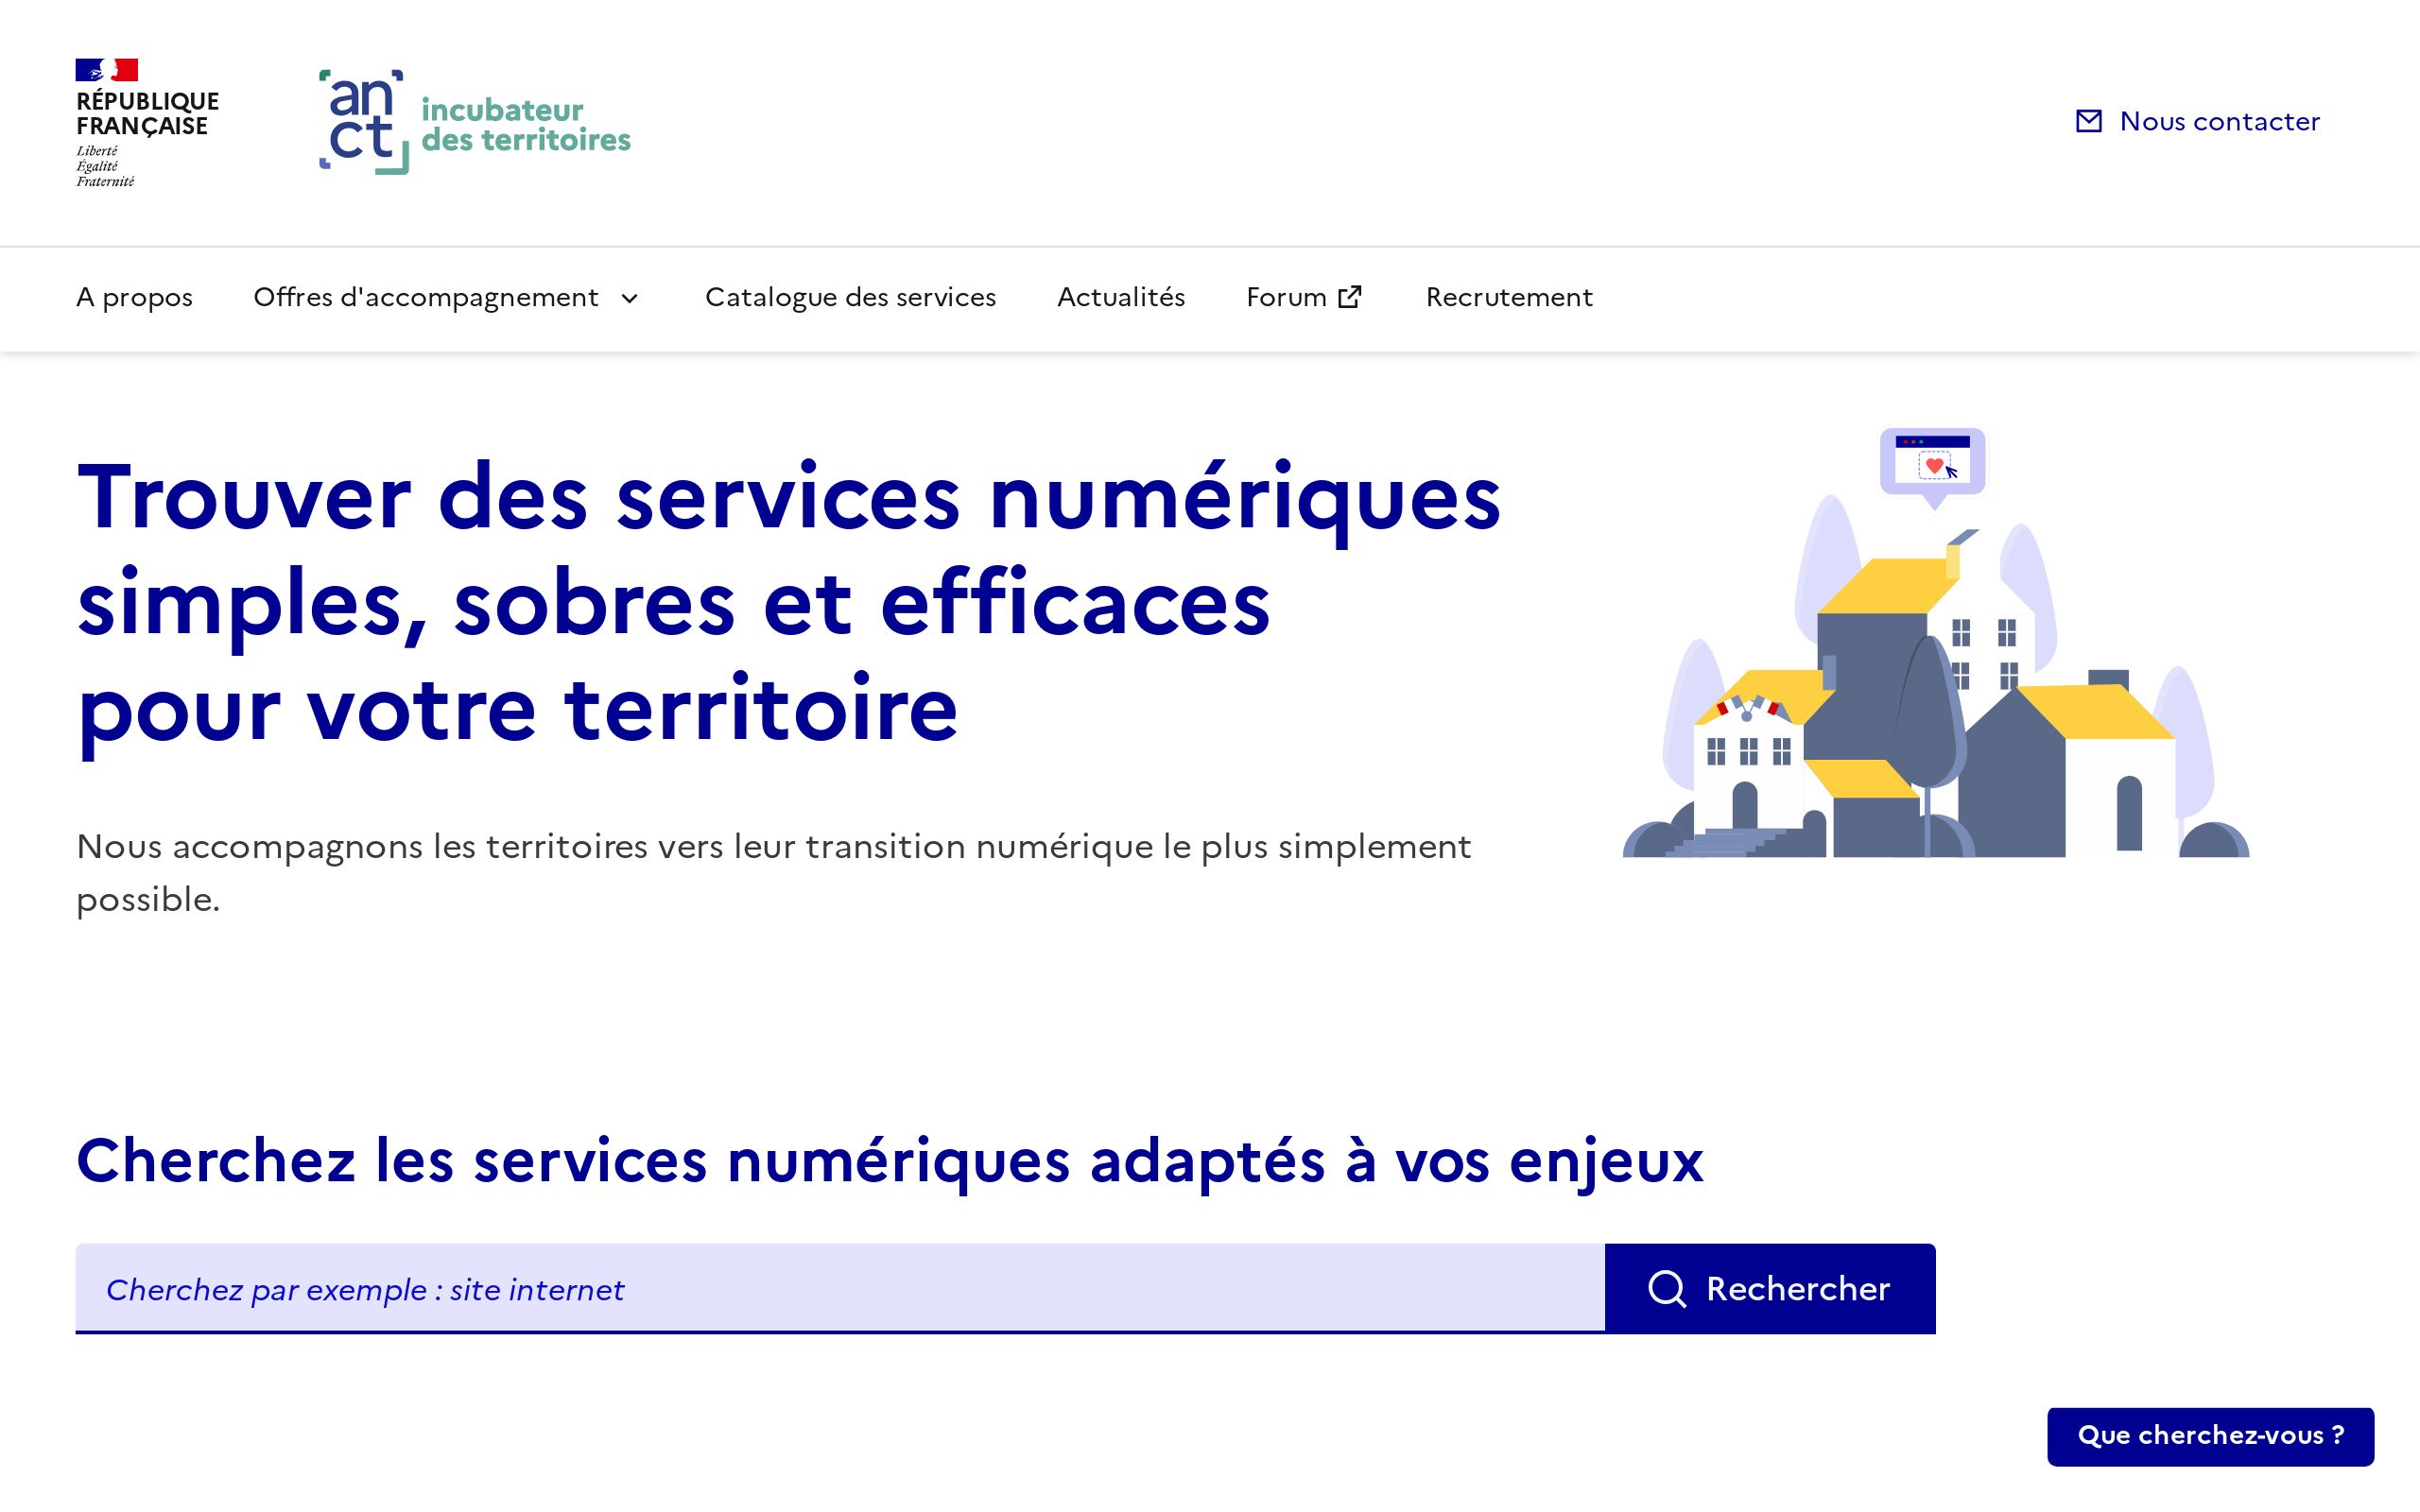 RÉPUBLIQUE
FRANÇAISE
Liberté
Égalité
Fraternité
an
ct
incubateur
des territoires
Nous contacter
A propos
Offres d'accompagnement
Catalogue des services
Actualités
Forum
Recrutement
Trouver des services numériques
simples, sobres et efficaces
pour votre territoire
Nous accompagnons les territoires vers leur transition numérique le plus simplement
possible.
Cherchez les services numériques adaptés à vos enjeux
Cherchez par exemple : site internet
Rechercher
Que cherchez-vous ?